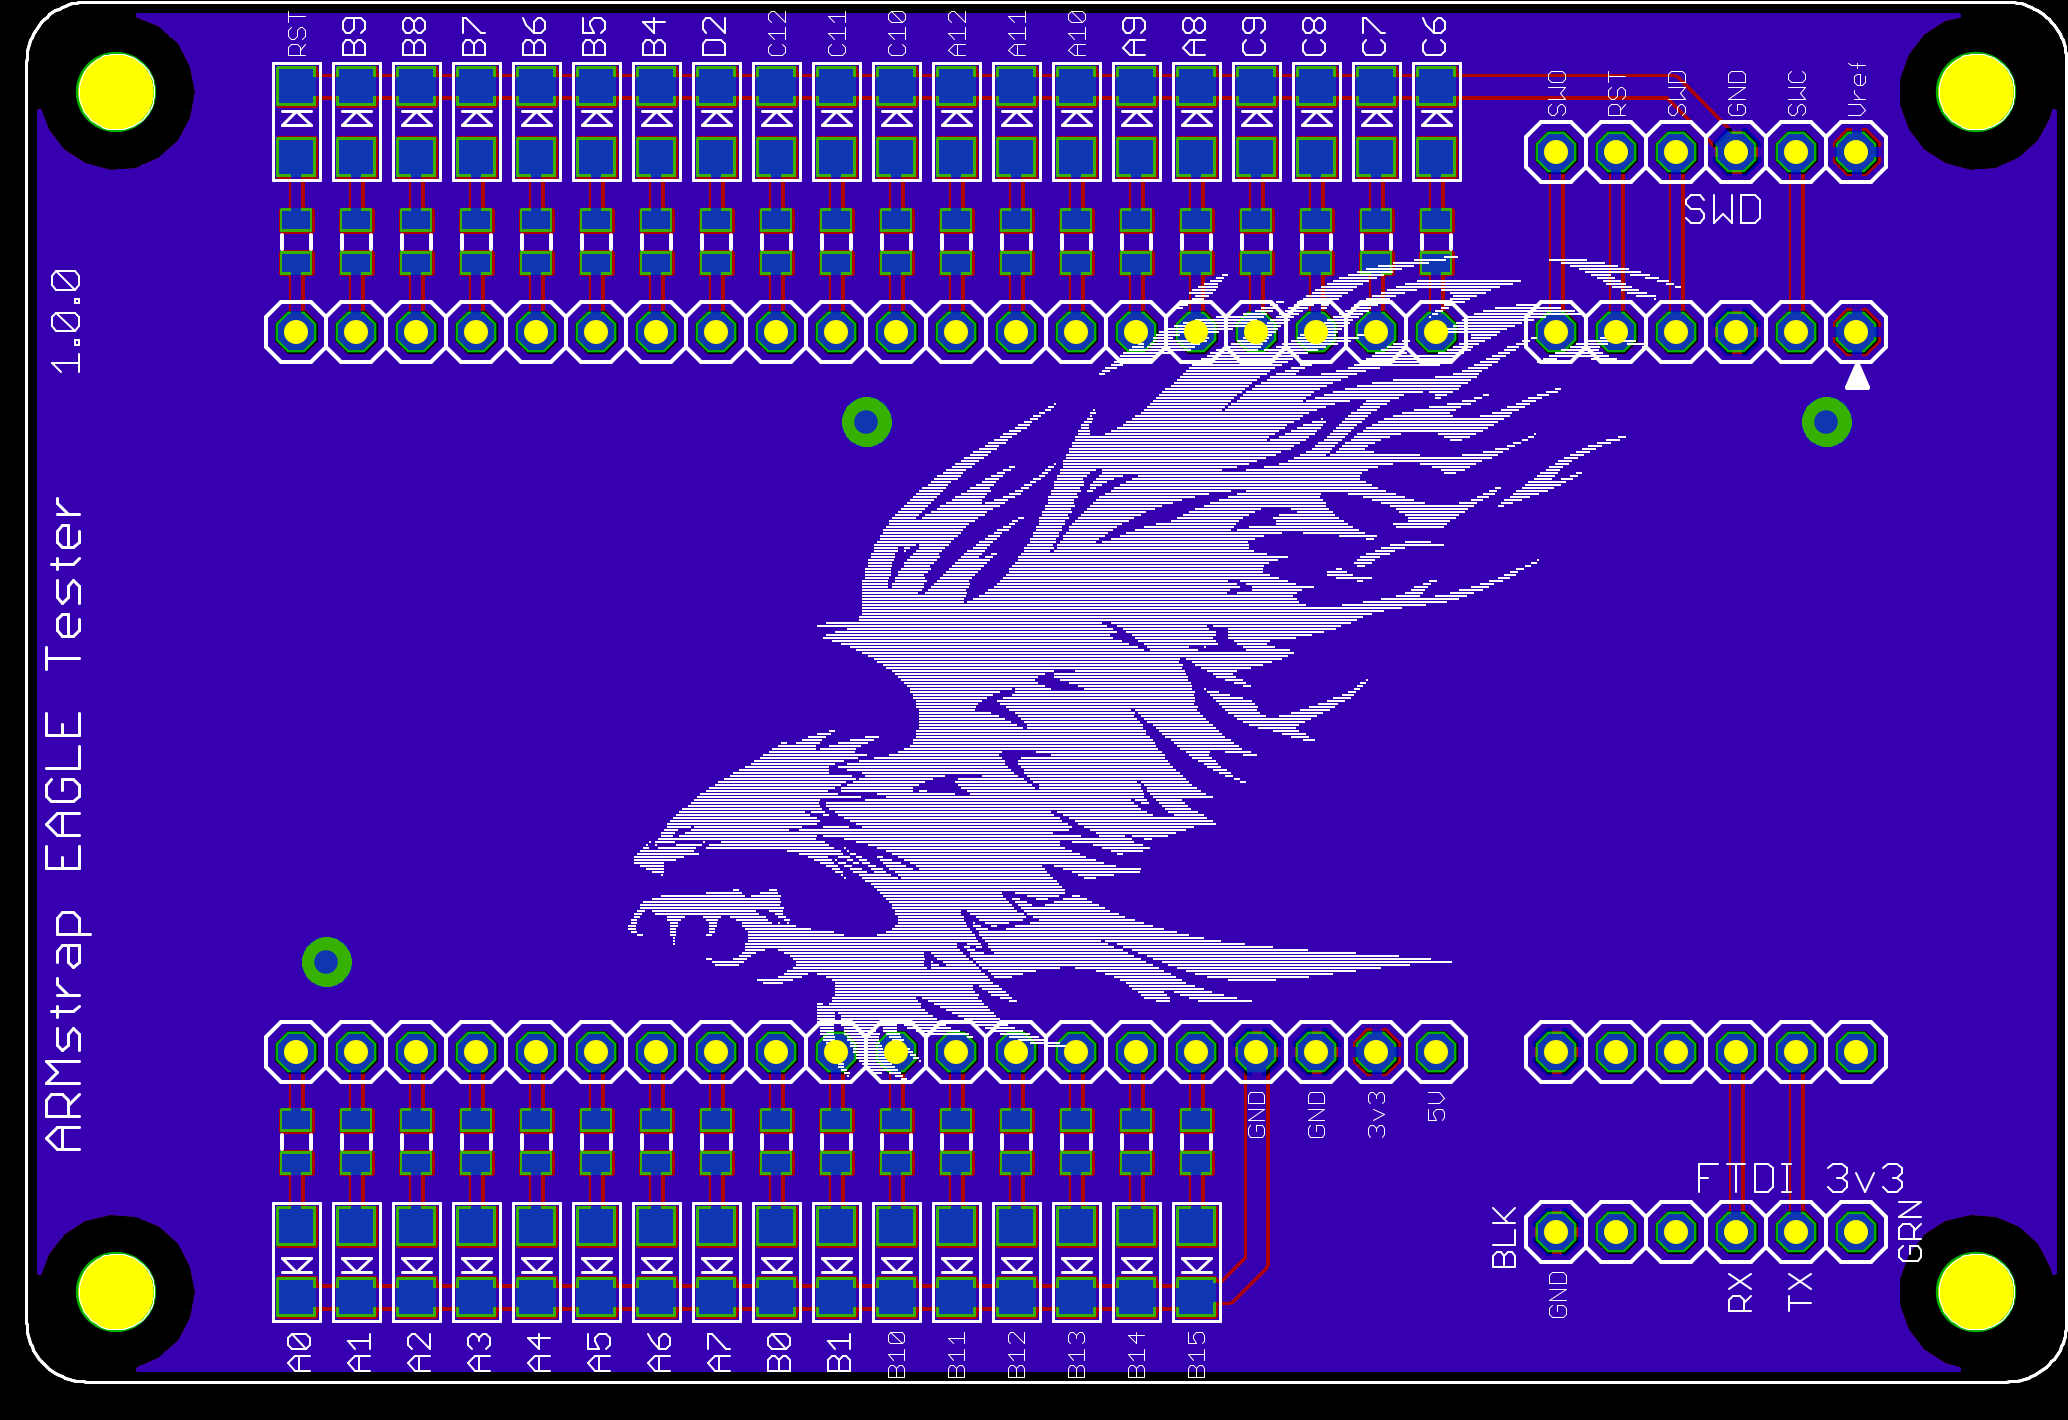 RST B9 B8 B7 B6 B5 B4 D2 C12 C11 C10 A12 A11 A10 A9 A8 C9 C8 C7 C6
K K K K K K K K K K K K K K K K K K K K
SWO RST SWD GND SWC Vref
SWD
ARMstrap EAGLE Tester 1.0.0
GND GND 3v3 5V
FTDI 3v3
BLK
GRN
GND RX TX
K K K K K K K K K K K K K K K K
A0 A1 A2 A3 A4 A5 A6 A7 B0 B1 B10 B11 B12 B13 B14 B15